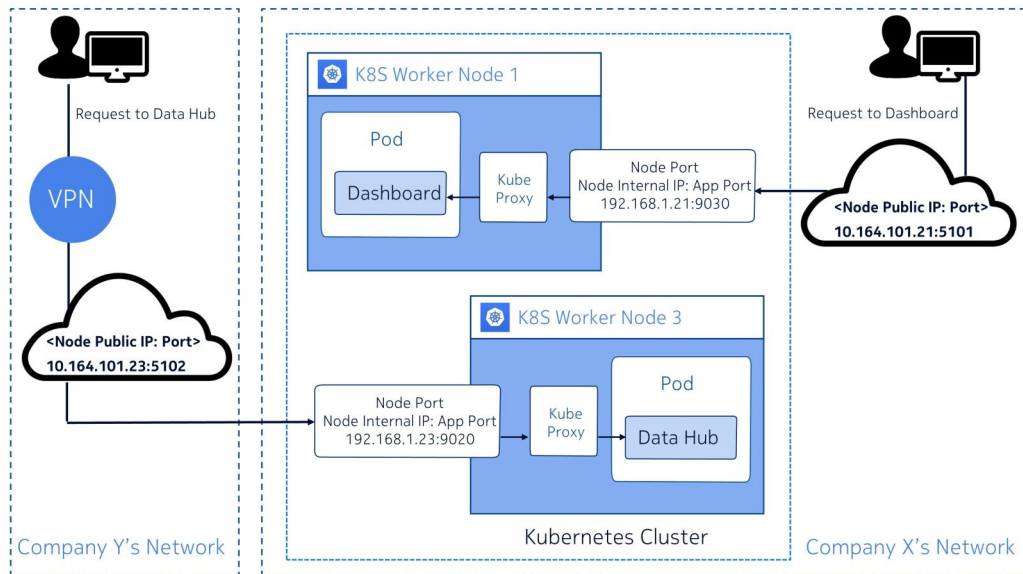 Request to Data Hub
VPN
<Node Public IP: Port>
10.164.101.23:5102
Company Y's Network
K8S Worker Node 1
Pod
Dashboard
Kube
Proxy
Node Port
Node Internal IP: App Port
192.168.1.21:9030
Request to Dashboard
<Node Public IP: Port>
10.164.101.21:5101
K8S Worker Node 3
Node Port
Node Internal IP: App Port
192.168.1.23:9020
Kube
Proxy
Pod
Data Hub
Kubernetes Cluster
Company X's Network